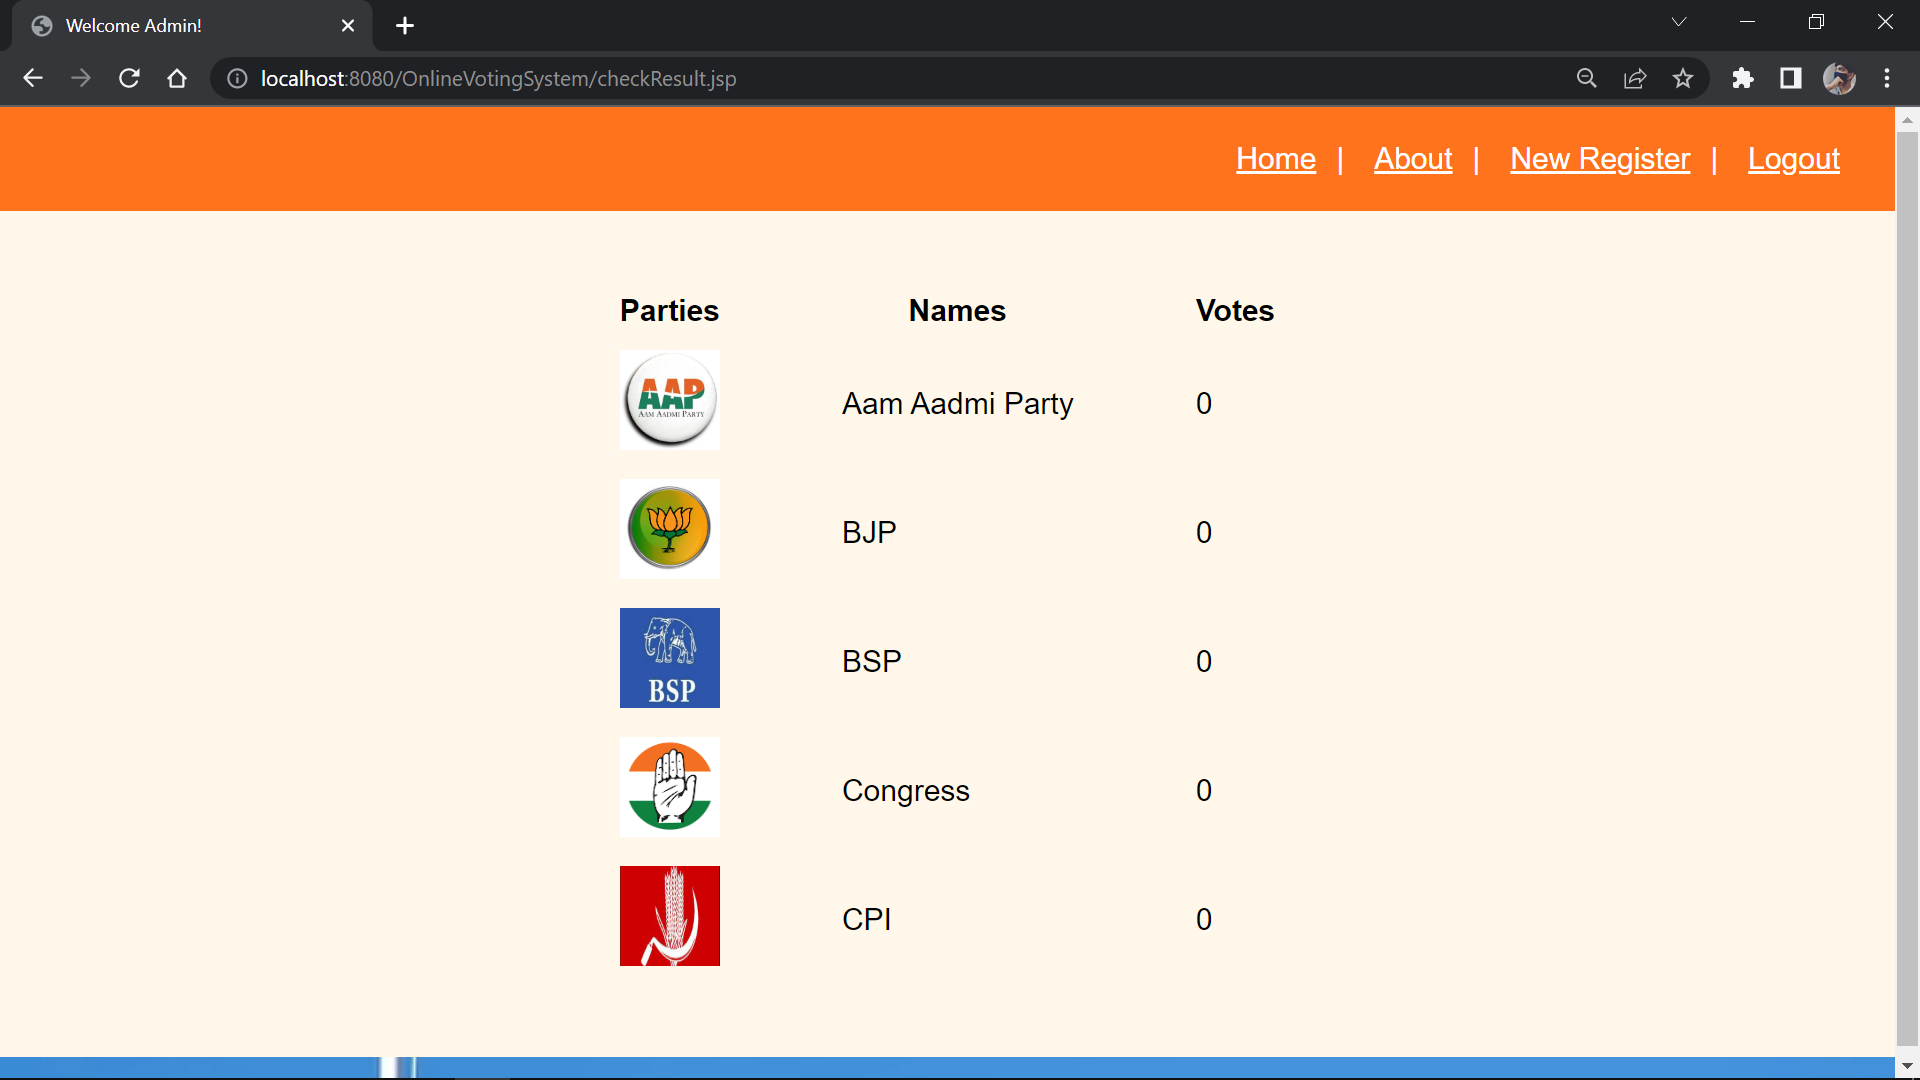 Welcome Admin!
localhost:8080/OnlineVotingSystem/checkResult.jsp
Home | About | New Register | Logout
Parties Names Votes
AAP
AAM AADMI PARTY
Aam Aadmi Party 0
BJP 0
BSP
BSP 0
Congress 0
CPI 0